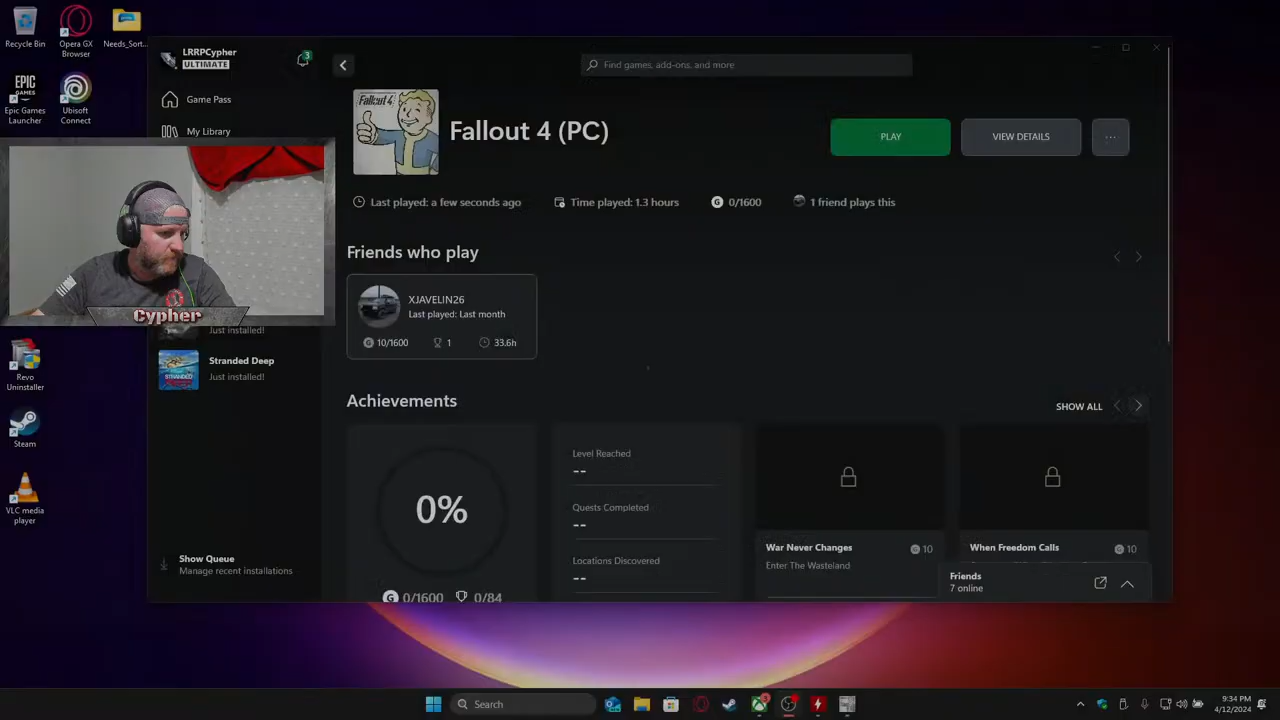 Recycle Bin
Opera GX
Browser
Needs_Sort...
EPIC
GAMES
Epic Games
Launcher
Ubisoft
Connect
Revo
Uninstaller
Steam
VLC media
player
LRRPCypher
ULTIMATE
3
Find games, add-ons, and more
Game Pass
My Library
Cypher
Just installed!
Stranded Deep
Just installed!
Show Queue
Manage recent installations
Fallout 4
Fallout 4 (PC)
PLAY
VIEW DETAILS
...
Last played: a few seconds ago
Time played: 1.3 hours
G 0/1600
1 friend plays this
Friends who play
XJAVELIN26
Last played: Last month
G 10/1600
1
33.6h
Achievements
SHOW ALL
0%
G 0/1600
0/84
Level Reached
--
Quests Completed
--
Locations Discovered
--
War Never Changes
G 10
Enter The Wasteland
When Freedom Calls
G 10
Friends
7 online
Search
9:34 PM
4/12/2024